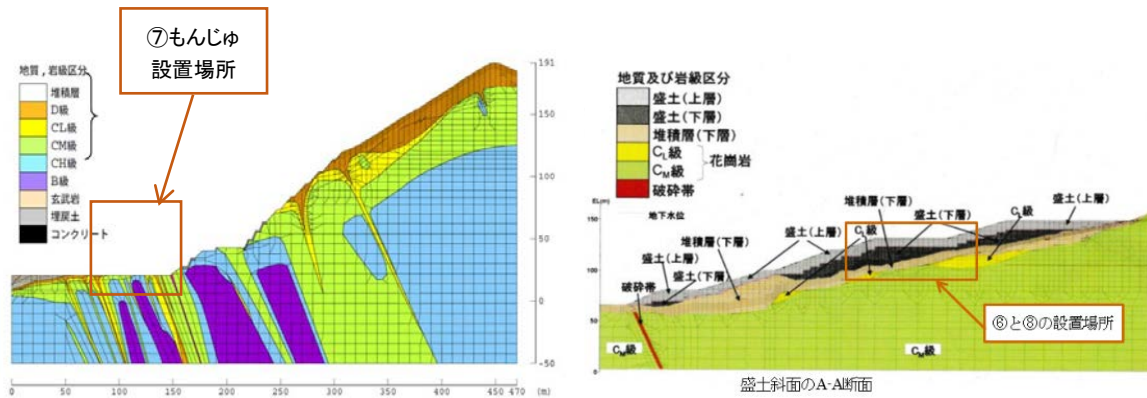 ⑦もんじゅ
設置場所
地質，岩級区分
堆積層
D級
CL級
CM級
CH級
B級
玄武岩
埋戻土
コンクリート
191
150
100
50
0
-50
0 50 100 150 200 250 300 350 400 450 470 (m)
地質及び岩級区分
盛土(上層)
盛土(下層)
堆積層(下層)
CL級
CM級
花崗岩
破砕帯
地下水位
EL(m)
150
100
50
0
破砕帯
盛土(上層)
盛土(下層)
堆積層(下層)
盛土(上層)
CL級
堆積層(下層)
盛土(下層)
CL級
盛土(上層)
⑥と⑧の設置場所
CM級
CM級
盛土斜面のA-A断面